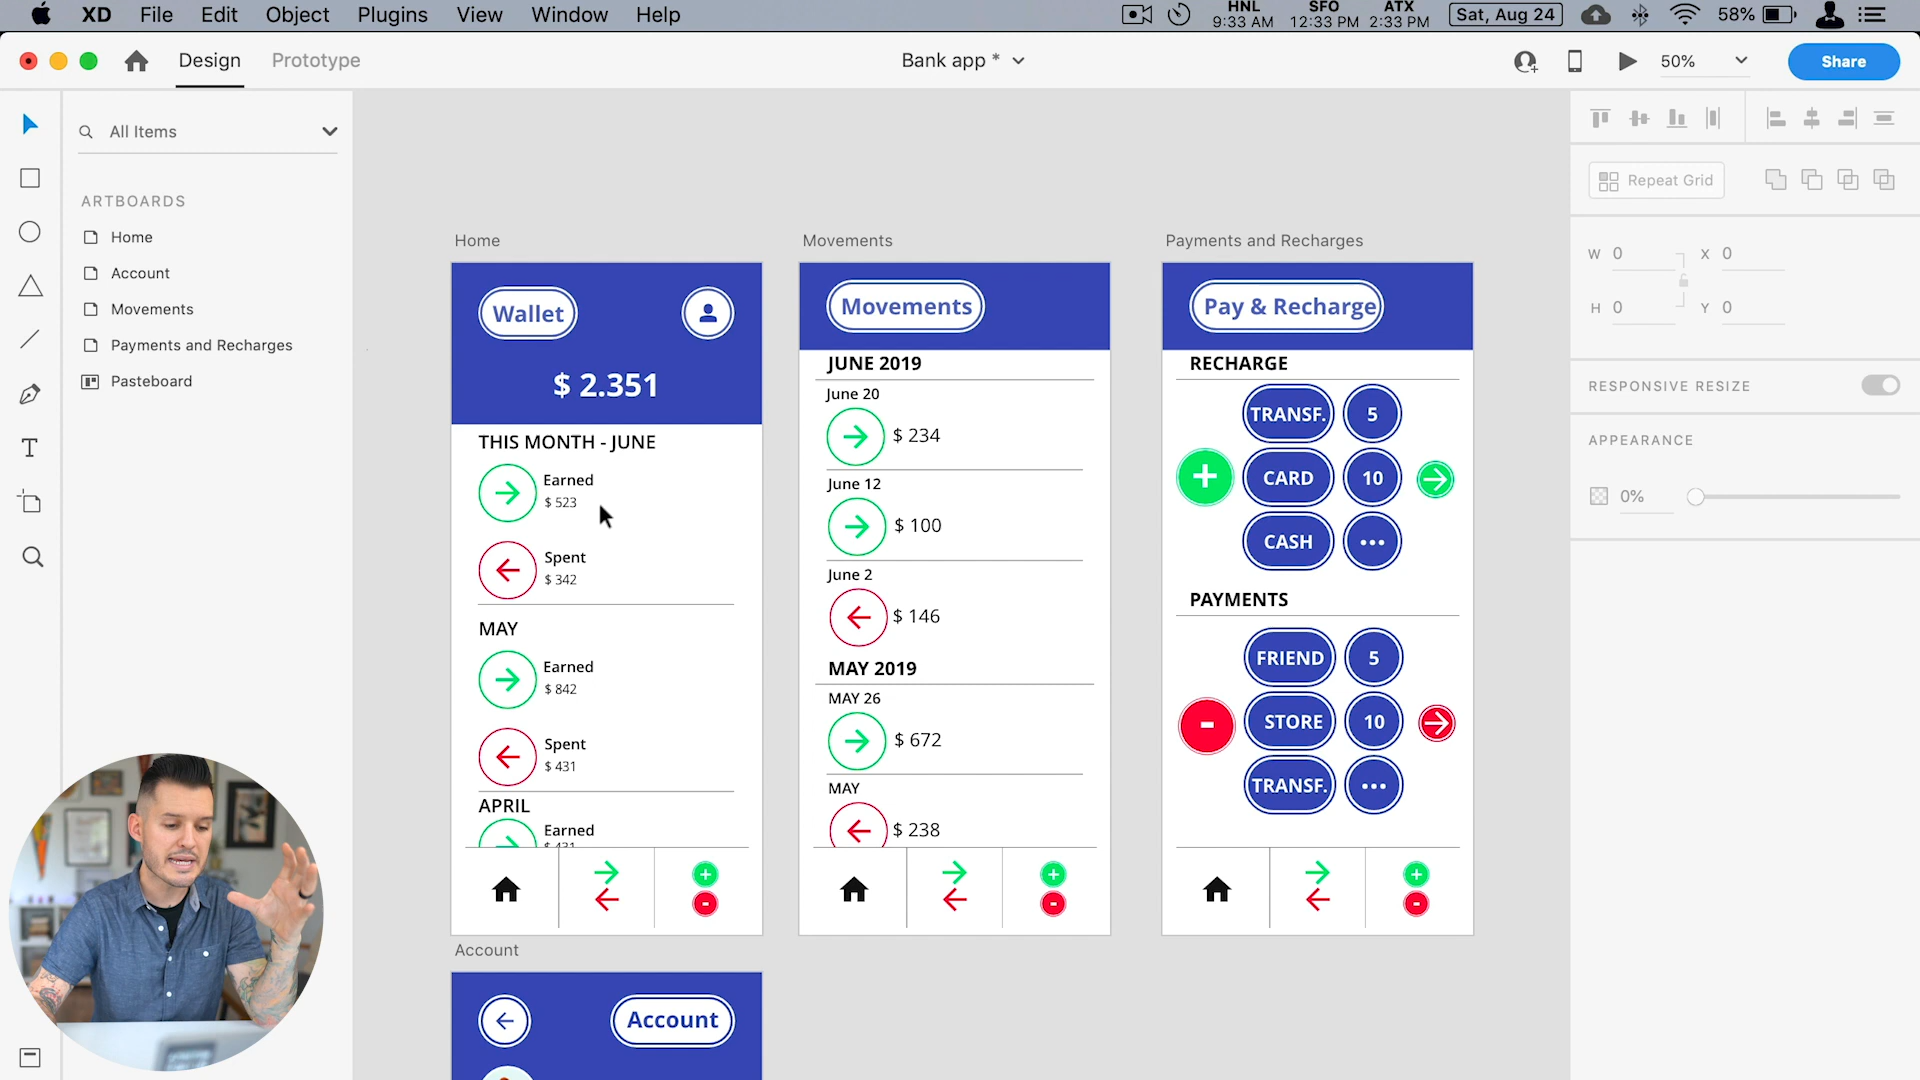 XD File Edit Object Plugins View Window Help
HNL SFO ATX
9:33 AM 12:33 PM 2:33 PM
Sat, Aug 24
58%
Design Prototype
Bank app *
50%
Share
All Items
ARTBOARDS
Home
Account
Movements
Payments and Recharges
Pasteboard
Home
Wallet
$ 2.351
THIS MONTH - JUNE
Earned
$ 523
Spent
$ 342
MAY
Earned
$ 842
Spent
$ 431
APRIL
Earned
$ 431
+
-
Movements
Movements
JUNE 2019
June 20
$ 234
June 12
$ 100
June 2
$ 146
MAY 2019
MAY 26
$ 672
MAY
$ 238
+
-
Payments and Recharges
Pay & Recharge
RECHARGE
TRANSF. 5
+ CARD 10
CASH ...
PAYMENTS
FRIEND 5
- STORE 10
TRANSF. ...
+
-
Account
Account
Repeat Grid
W 0 X 0
H 0 Y 0
RESPONSIVE RESIZE
APPEARANCE
0%